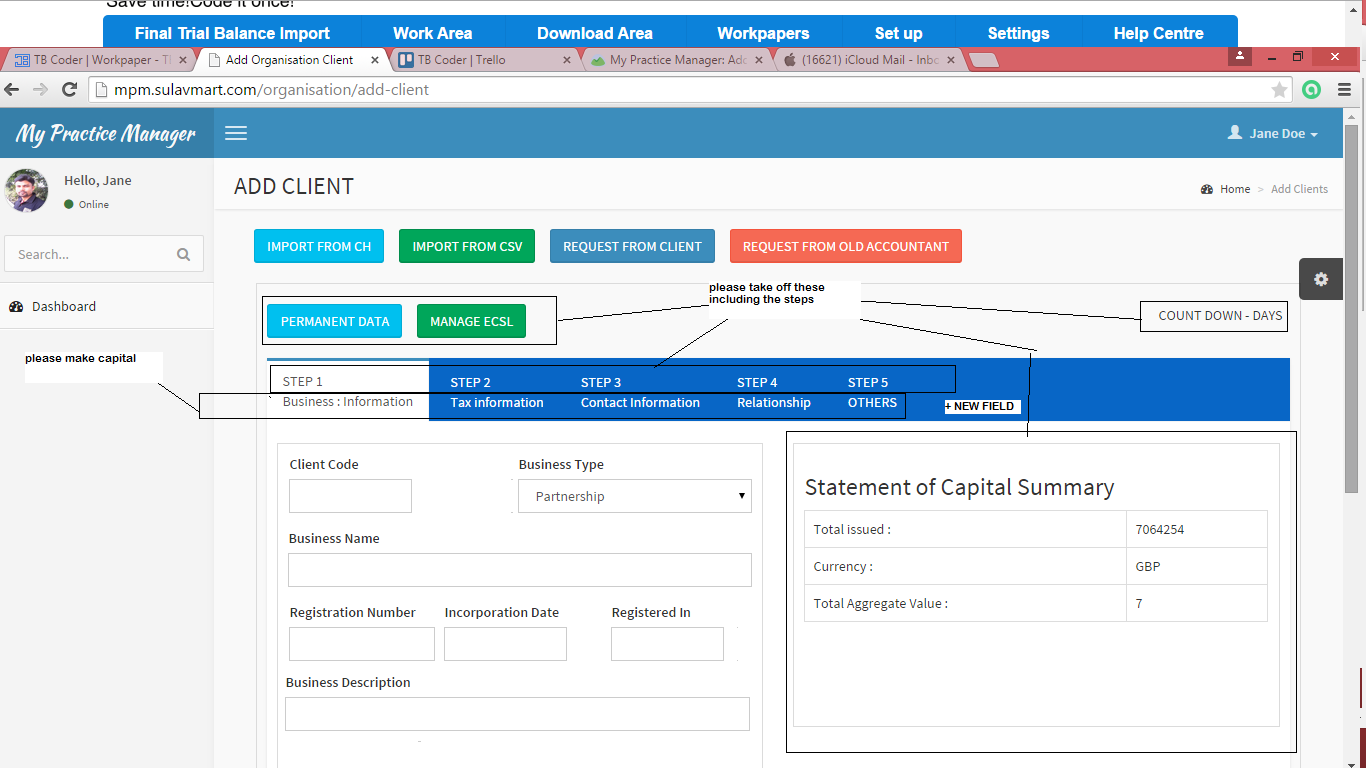 Save time!Code it once!
Final Trial Balance Import Work Area Download Area Workpapers Set up Settings Help Centre
TB Coder | Workpaper - T Add Organisation Client TB Coder | Trello My Practice Manager: Add (16621) iCloud Mail - Inbo
mpm.sulavmart.com/organisation/add-client
My Practice Manager Jane Doe
Hello, Jane
Online
ADD CLIENT
Home > Add Clients
Search...
IMPORT FROM CH IMPORT FROM CSV REQUEST FROM CLIENT REQUEST FROM OLD ACCOUNTANT
Dashboard
please take off these
including the steps
PERMANENT DATA MANAGE ECSL
COUNT DOWN - DAYS
please make capital
STEP 1 STEP 2 STEP 3 STEP 4 STEP 5
Business : Information Tax information Contact Information Relationship OTHERS + NEW FIELD
Client Code Business Type
Partnership
Business Name
Registration Number Incorporation Date Registered In
Business Description
Statement of Capital Summary
Total issued : 7064254
Currency : GBP
Total Aggregate Value : 7